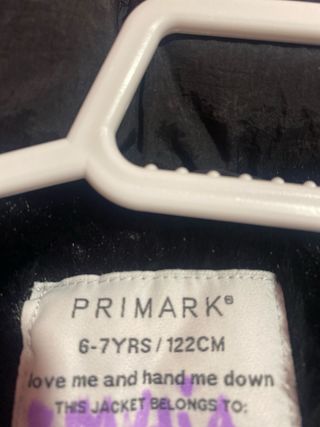 PRIMARK®
6-7YRS / 122CM
love me and hand me down
THIS JACKET BELONGS TO: